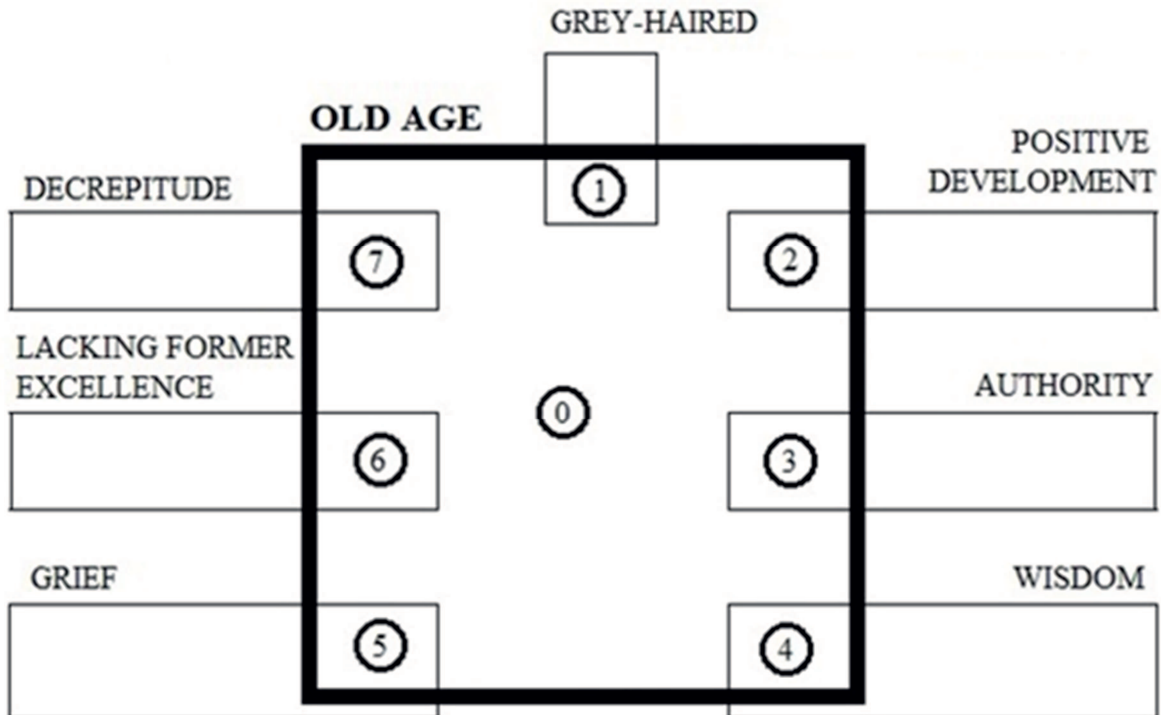 GREY-HAIRED
OLD AGE
POSITIVE
DEVELOPMENT
DECREPITUDE
1
7
2
LACKING FORMER
EXCELLENCE
AUTHORITY
0
6
3
GRIEF
WISDOM
5
4